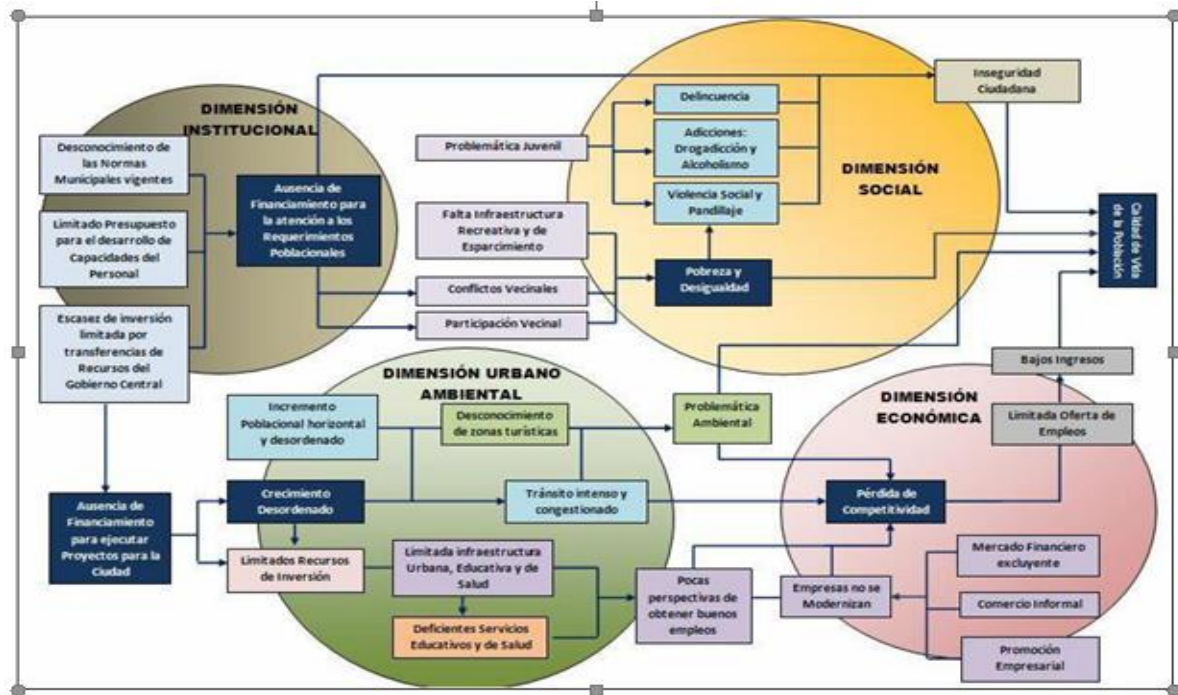 DIMENSIÓN
INSTITUCIONAL
Desconocimiento de
las Normas
Municipales vigentes
Limitado Presupuesto
para el desarrollo de
Capacidades del
Personal
Escasez de inversión
limitada por
transferencias de
Recursos del
Gobierno Central
Ausencia de
Financiamiento para
la atención a los
Requerimientos
Poblacionales
Problemática Juvenil
Falta Infraestructura
Recreativa y de
Esparcimiento
Conflictos Vecinales
Participación Vecinal
Delincuencia
Adicciones:
Drogadicción y
Alcoholismo
Violencia Social y
Pandillaje
Pobreza y
Desigualdad
DIMENSIÓN
SOCIAL
Inseguridad
Ciudadana
Calidad de Vida
de la Población
DIMENSIÓN URBANO
AMBIENTAL
Incremento
Poblacional horizontal
y desordenado
Desconocimiento
de zonas turísticas
Problemática
Ambiental
Ausencia de
Financiamiento
para ejecutar
Proyectos para la
Ciudad
Crecimiento
Desordenado
Tránsito intenso y
congestionado
Limitados Recursos
de Inversión
Limitada infraestructura
Urbana, Educativa y de
Salud
Deficientes Servicios
Educativos y de Salud
Pocas
perspectivas de
obtener buenos
empleos
DIMENSIÓN
ECONÓMICA
Bajos Ingresos
Limitada Oferta de
Empleos
Pérdida de
Competitividad
Empresas no se
Modernizan
Mercado Financiero
excluyente
Comercio Informal
Promoción
Empresarial